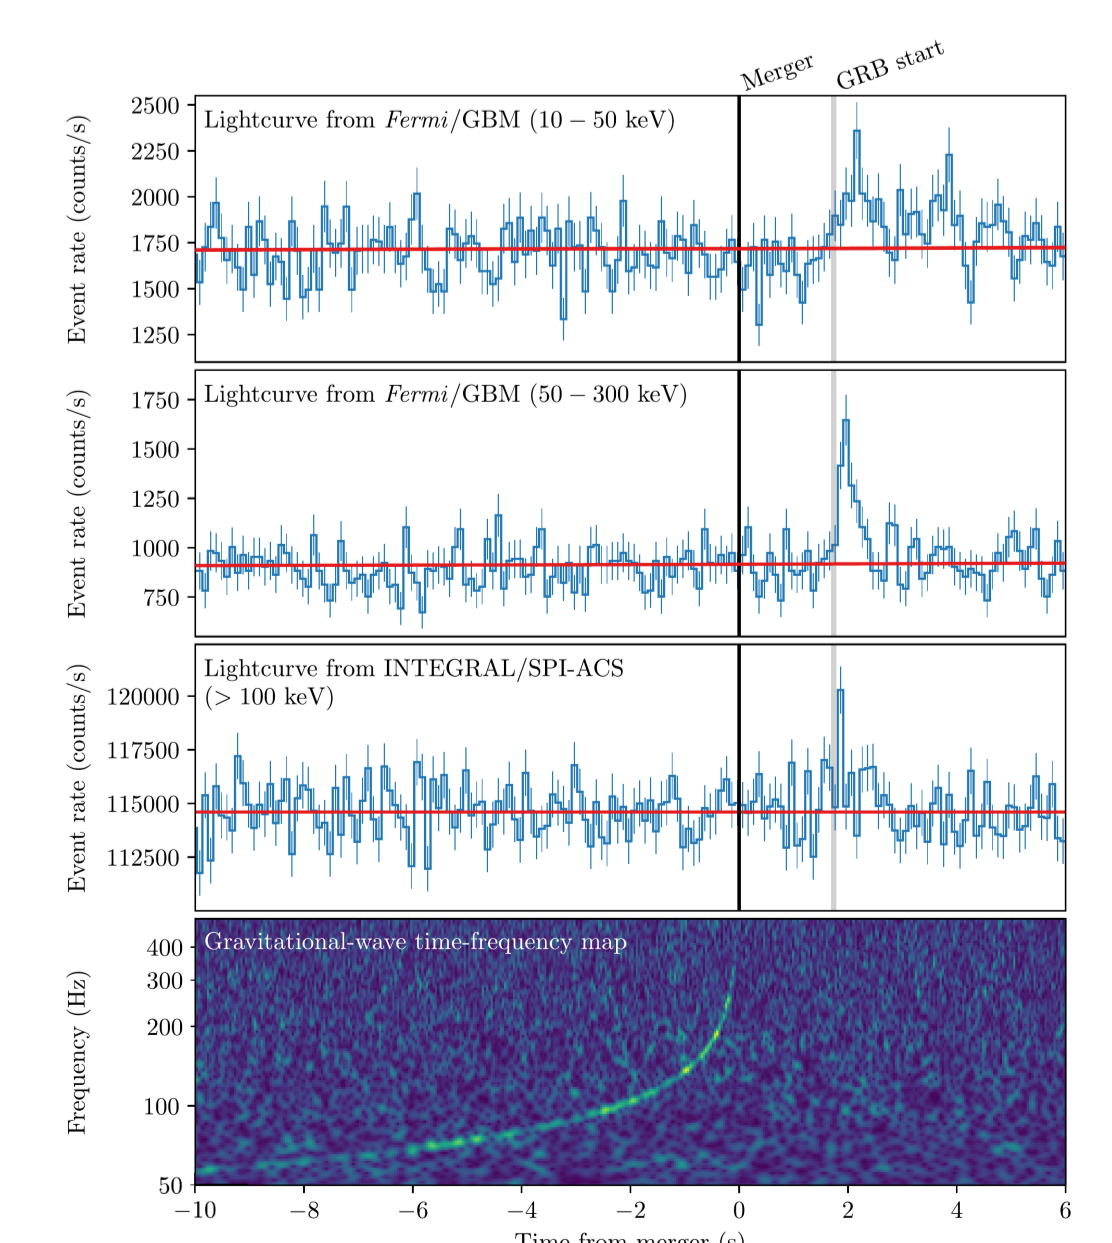 Merger
GRB start
Lightcurve from Fermi/GBM (10 – 50 keV)
Event rate (counts/s)
2500
2250
2000
1750
1500
1250
Lightcurve from Fermi/GBM (50 – 300 keV)
Event rate (counts/s)
1750
1500
1250
1000
750
Lightcurve from INTEGRAL/SPI-ACS
(> 100 keV)
Event rate (counts/s)
120000
117500
115000
112500
Gravitational-wave time-frequency map
Frequency (Hz)
400
300
200
100
50
−10 −8 −6 −4 −2 0 2 4 6
Time from merger (s)